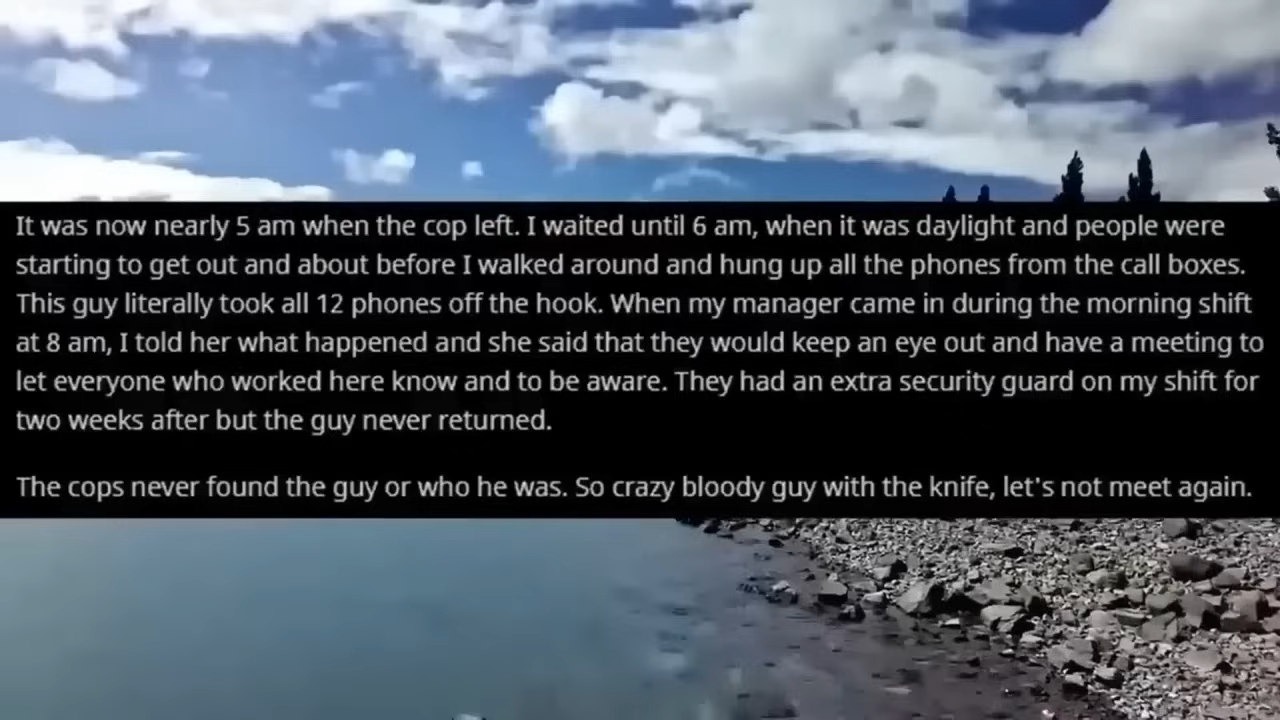 It was now nearly 5 am when the cop left. I waited until 6 am, when it was daylight and people were
starting to get out and about before I walked around and hung up all the phones from the call boxes.
This guy literally took all 12 phones off the hook. When my manager came in during the morning shift
at 8 am, I told her what happened and she said that they would keep an eye out and have a meeting to
let everyone who worked here know and to be aware. They had an extra security guard on my shift for
two weeks after but the guy never returned.
The cops never found the guy or who he was. So crazy bloody guy with the knife, let's not meet again.